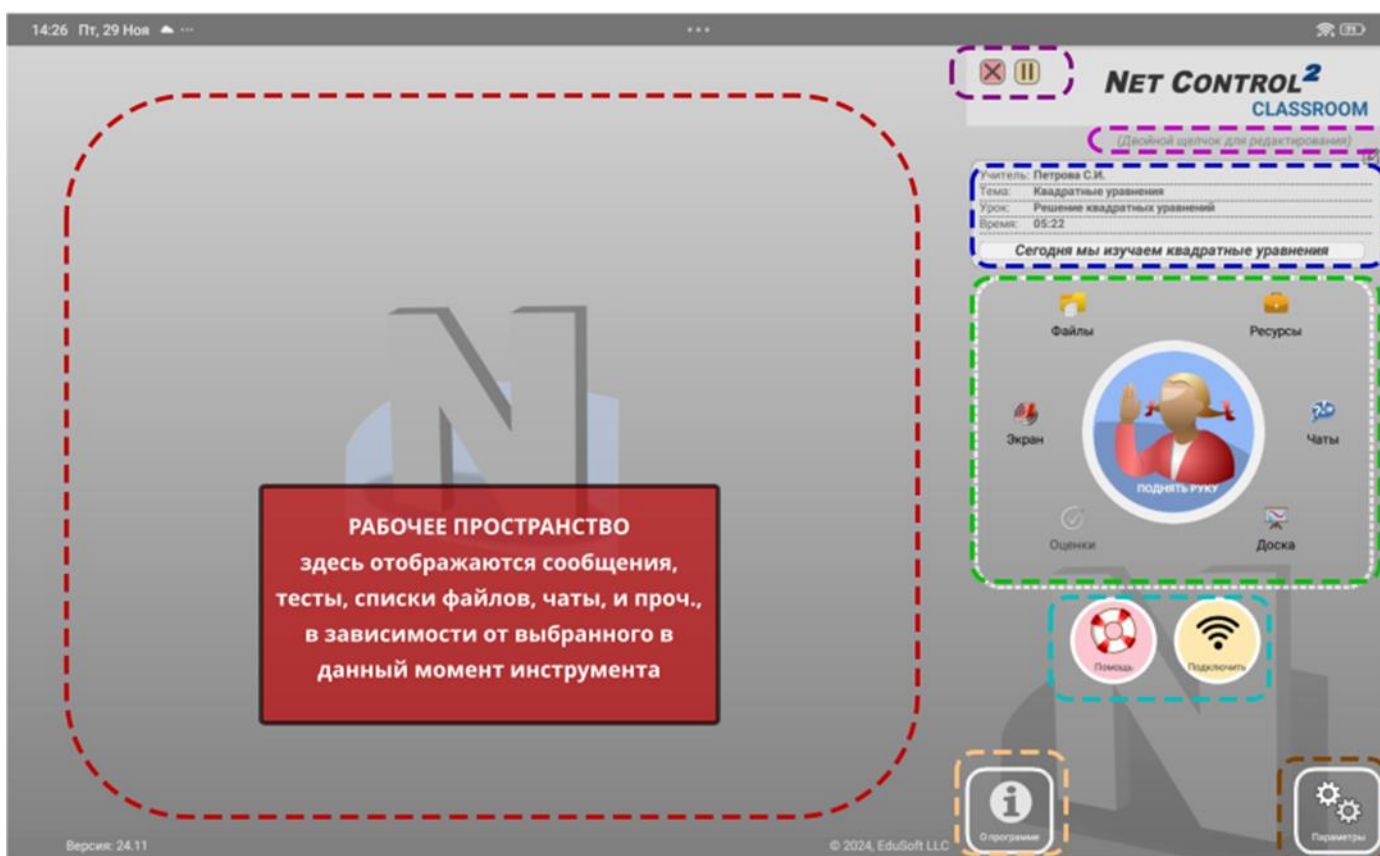 14:26 Пт, 29 Ноя
71
NET CONTROL2
CLASSROOM
(Двойной щелчок для редактирования)
Учитель: Петрова С.И.
Тема: Квадратные уравнения
Урок: Решение квадратных уравнений
Время: 05:22
Сегодня мы изучаем квадратные уравнения
Файлы
Ресурсы
Экран
Чаты
ПОДНЯТЬ РУКУ
Оценки
Доска
РАБОЧЕЕ ПРОСТРАНСТВО
здесь отображаются сообщения,
тесты, списки файлов, чаты, и проч.,
в зависимости от выбранного в
данный момент инструмента
Помощь
Подключить
О программе
Параметры
Версия: 24.11
© 2024, EduSoft LLC